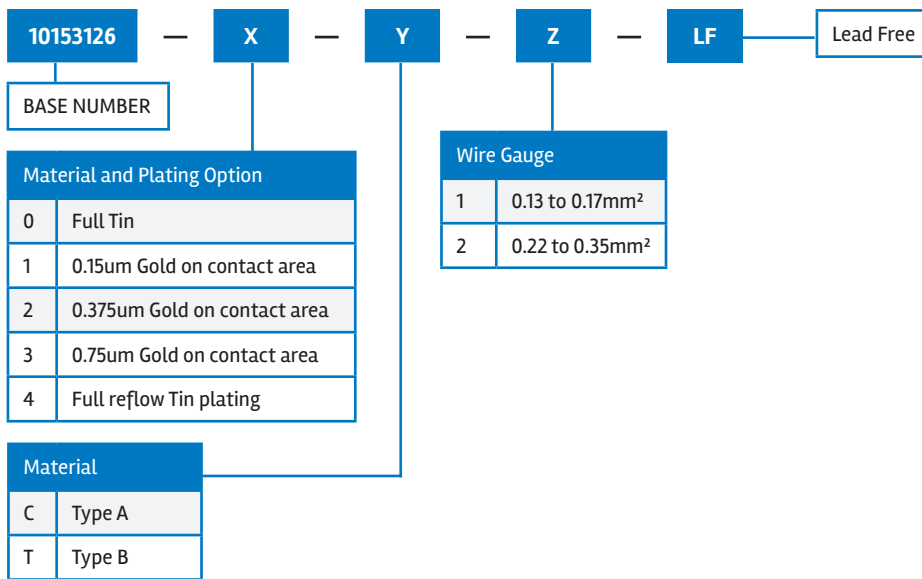 10153126 — X — Y — Z — LF Lead Free
BASE NUMBER
Material and Plating Option
0 Full Tin
1 0.15um Gold on contact area
2 0.375um Gold on contact area
3 0.75um Gold on contact area
4 Full reflow Tin plating
Wire Gauge
1 0.13 to 0.17mm²
2 0.22 to 0.35mm²
Material
C Type A
T Type B